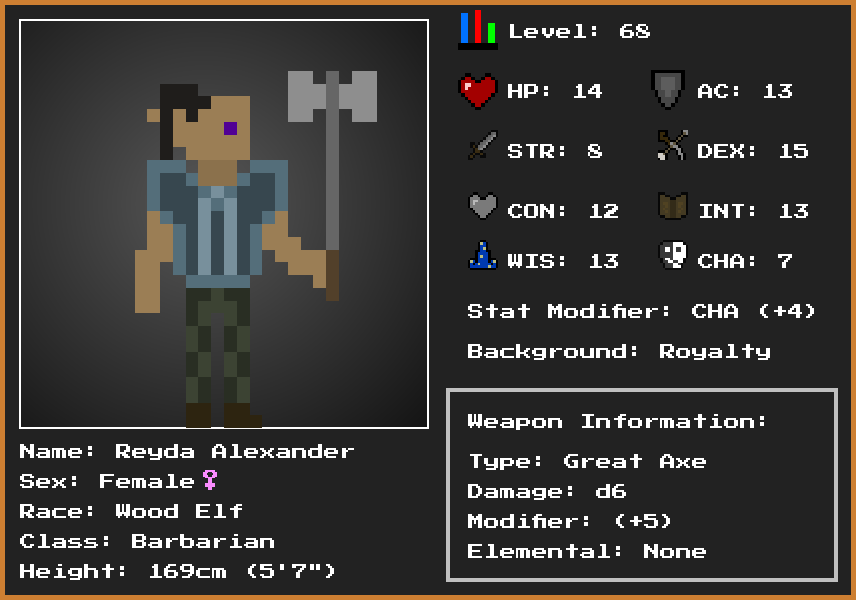 Level: 68
HP: 14 AC: 13
STR: 8 DEX: 15
CON: 12 INT: 13
WIS: 13 CHA: 7
Stat Modifier: CHA (+4)
Background: Royalty
Weapon Information:
Type: Great Axe
Damage: d6
Modifier: (+5)
Elemental: None
Name: Reyda Alexander
Sex: Female♀
Race: Wood Elf
Class: Barbarian
Height: 169cm (5'7")